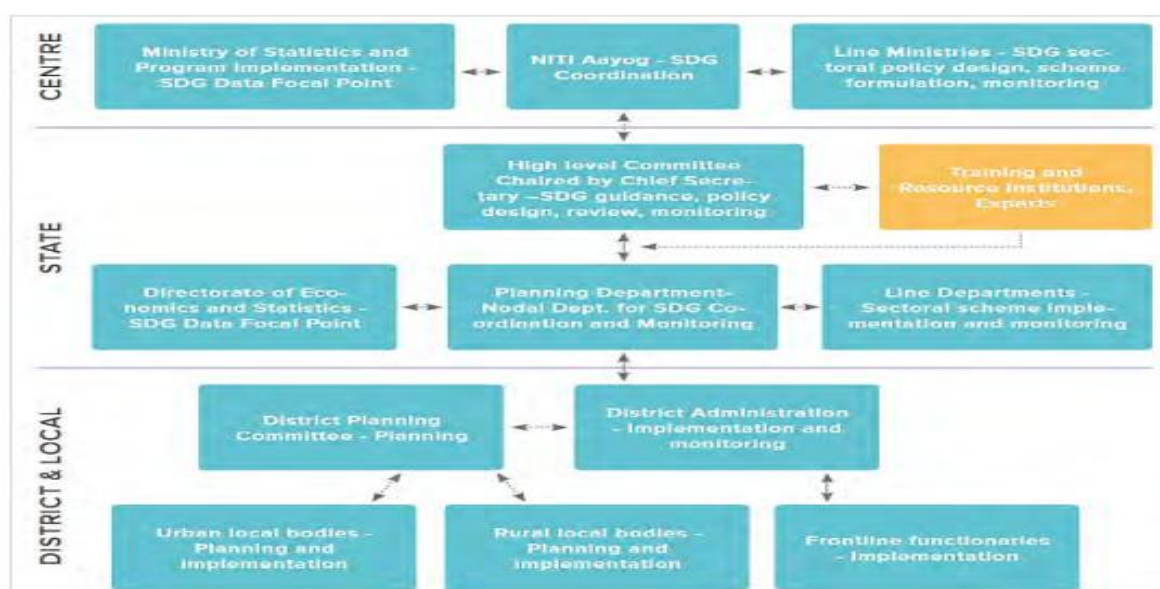 CENTRE
Ministry of Statistics and
Program Implementation -
SDG Data Focal Point
NITI Aayog - SDG
Coordination
Line Ministries - SDG sec-
toral policy design, scheme
formulation, monitoring
STATE
High level Committee
Chaired by Chief Secre-
tary -SDG guidance, policy
design, review, monitoring
Training and
Resource Institutions,
Experts
Directorate of Eco-
nomics and Statistics -
SDG Data Focal Point
Planning Department-
Nodal Dept. for SDG Co-
ordination and Monitoring
Line Departments -
Sectoral scheme imple-
mentation and monitoring
DISTRICT & LOCAL
District Planning
Committee - Planning
District Administration
- Implementation and
monitoring
Urban local bodies -
Planning and
implementation
Rural local bodies -
Planning and
implementation
Frontline functionaries
- Implementation